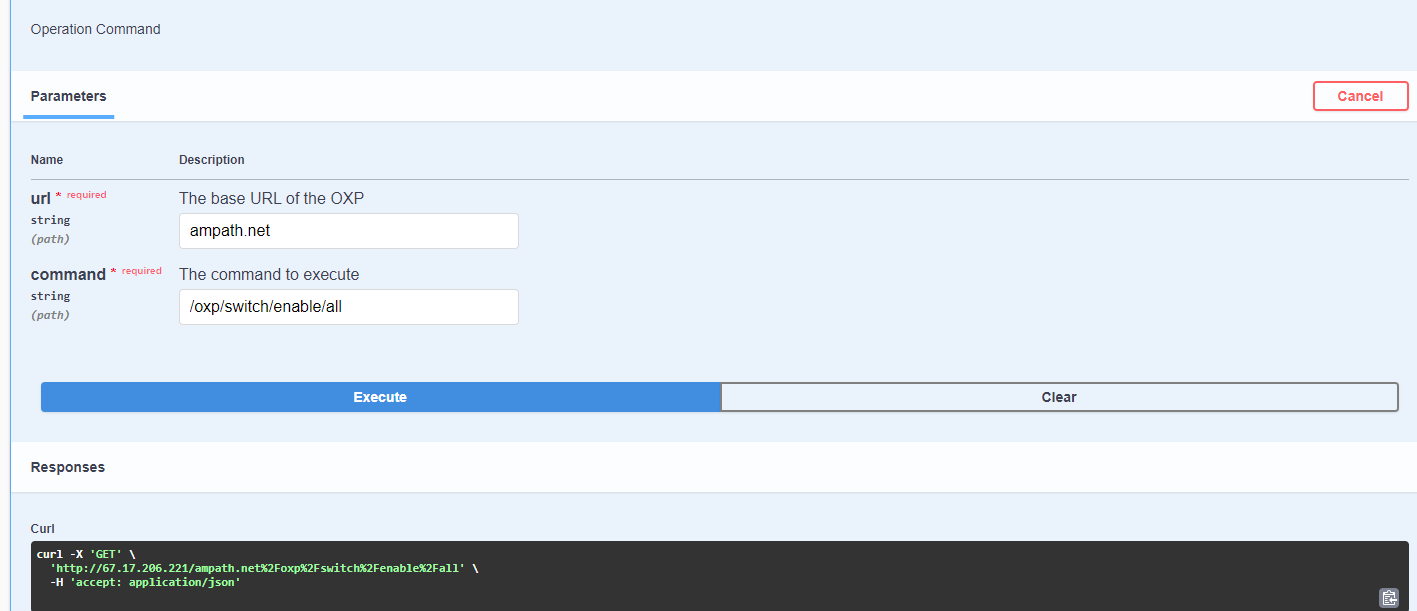 Operation Command
Parameters
Cancel
Name Description
url * required The base URL of the OXP
string
ampath.net
(path)
command * required The command to execute
string
/oxp/switch/enable/all
(path)
Execute Clear
Responses
Curl
curl -X 'GET' \
'http://67.17.206.221/ampath.net%2Foxp%2Fswitch%2Fenable%2Fall' \
-H 'accept: application/json'